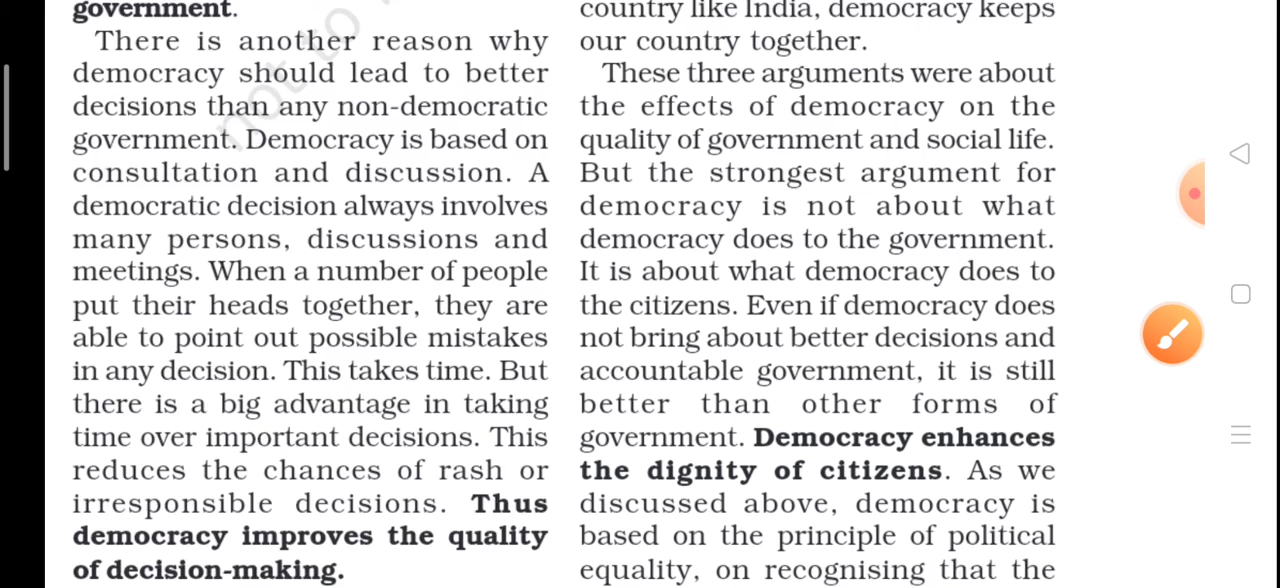 government.
There is another reason why
democracy should lead to better
decisions than any non-democratic
government. Democracy is based on
consultation and discussion. A
democratic decision always involves
many persons, discussions and
meetings. When a number of people
put their heads together, they are
able to point out possible mistakes
in any decision. This takes time. But
there is a big advantage in taking
time over important decisions. This
reduces the chances of rash or
irresponsible decisions. Thus
democracy improves the quality
of decision-making.
country like India, democracy keeps
our country together.
These three arguments were about
the effects of democracy on the
quality of government and social life.
But the strongest argument for
democracy is not about what
democracy does to the government.
It is about what democracy does to
the citizens. Even if democracy does
not bring about better decisions and
accountable government, it is still
better than other forms of
government. Democracy enhances
the dignity of citizens. As we
discussed above, democracy is
based on the principle of political
equality, on recognising that the
not to